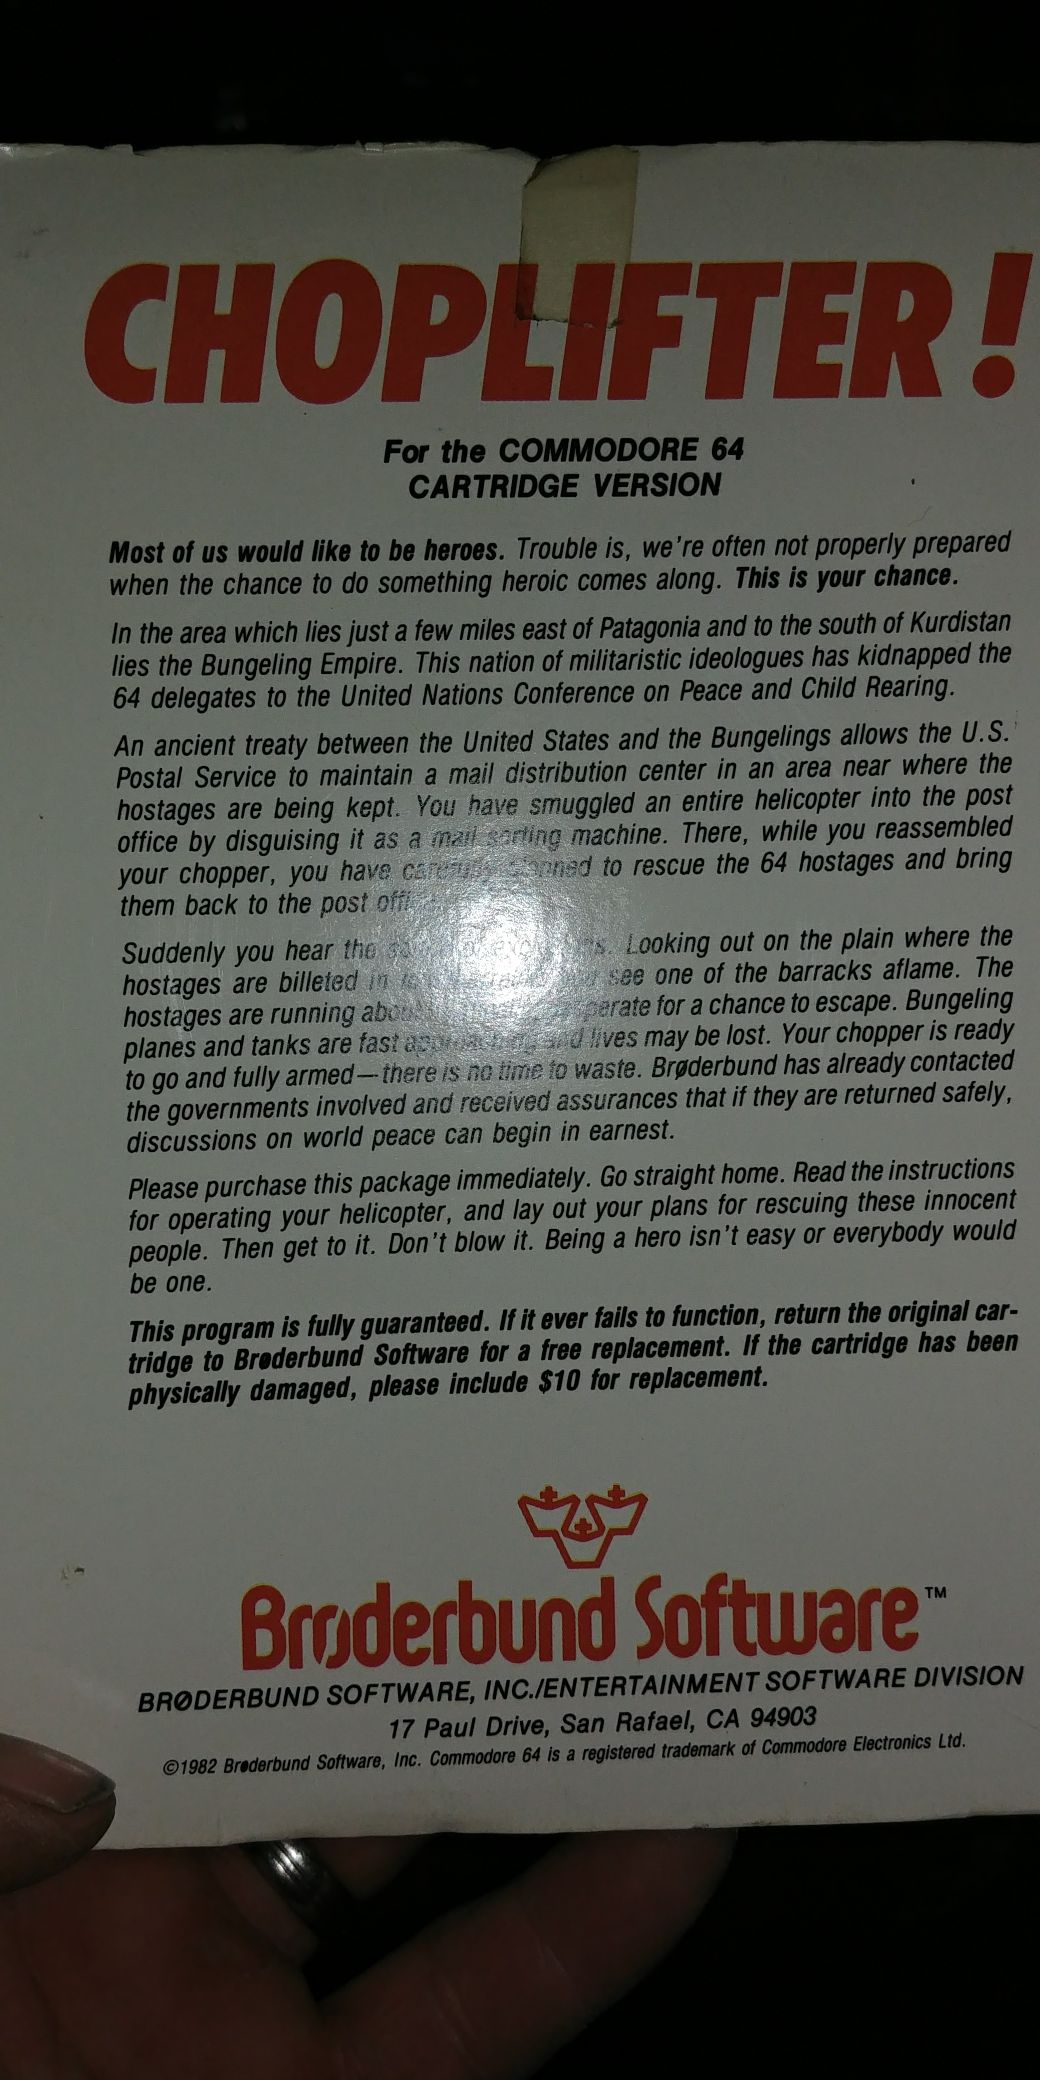 CHOPLIFTER!
For the COMMODORE 64
CARTRIDGE VERSION
Most of us would like to be heroes. Trouble is, we're often not properly prepared
when the chance to do something heroic comes along. This is your chance.
In the area which lies just a few miles east of Patagonia and to the south of Kurdistan
lies the Bungeling Empire. This nation of militaristic ideologues has kidnapped the
64 delegates to the United Nations Conference on Peace and Child Rearing.
An ancient treaty between the United States and the Bungelings allows the U.S.
Postal Service to maintain a mail distribution center in an area near where the
hostages are being kept. You have smuggled an entire helicopter into the post
office by disguising it as a mail sorting machine. There, while you reassembled
your chopper, you have to rescue the 64 hostages and bring
them back to the post
Suddenly you hear the Looking out on the plain where the
hostages are billeted in see one of the barracks aflame. The
hostages are running for a chance to escape. Bungeling
planes and tanks are fast lives may be lost. Your chopper is ready
to go and fully armed—there is no time to waste. Brøderbund has already contacted
the governments involved and received assurances that if they are returned safely,
discussions on world peace can begin in earnest.
Please purchase this package immediately. Go straight home. Read the instructions
for operating your helicopter, and lay out your plans for rescuing these innocent
people. Then get to it. Don't blow it. Being a hero isn't easy or everybody would
be one.
This program is fully guaranteed. If it ever fails to function, return the original car-
tridge to Brøderbund Software for a free replacement. If the cartridge has been
physically damaged, please include $10 for replacement.
Brøderbund Software™
BRØDERBUND SOFTWARE, INC./ENTERTAINMENT SOFTWARE DIVISION
17 Paul Drive, San Rafael, CA 94903
©1982 Brøderbund Software, Inc. Commodore 64 is a registered trademark of Commodore Electronics Ltd.